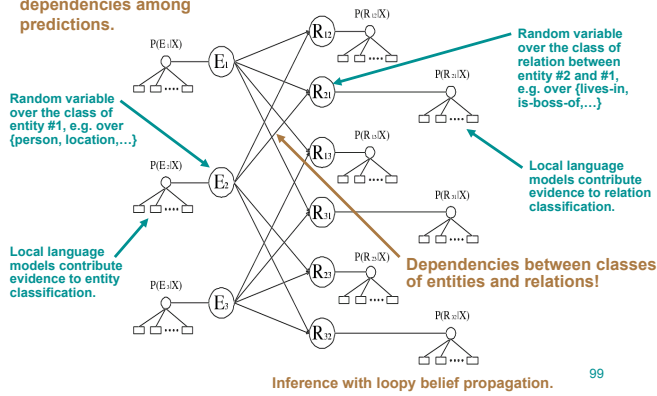 dependencies among
predictions.
P(E₁|X)
E₁
R₁₂
P(R₁₂|X)
Random variable
over the class of
relation between
entity #2 and #1,
e.g. over {lives-in,
is-boss-of,…}
R₂₁
P(R₂₁|X)
Random variable
over the class of
entity #1, e.g. over
{person, location,…}
P(E₂|X)
E₂
R₁₃
P(R₁₃|X)
Local language
models contribute
evidence to relation
classification.
R₃₁
P(R₃₁|X)
Local language
models contribute
evidence to entity
classification.
Dependencies between classes
of entities and relations!
P(E₃|X)
E₃
R₂₃
P(R₂₃|X)
R₃₂
P(R₃₂|X)
Inference with loopy belief propagation.
99